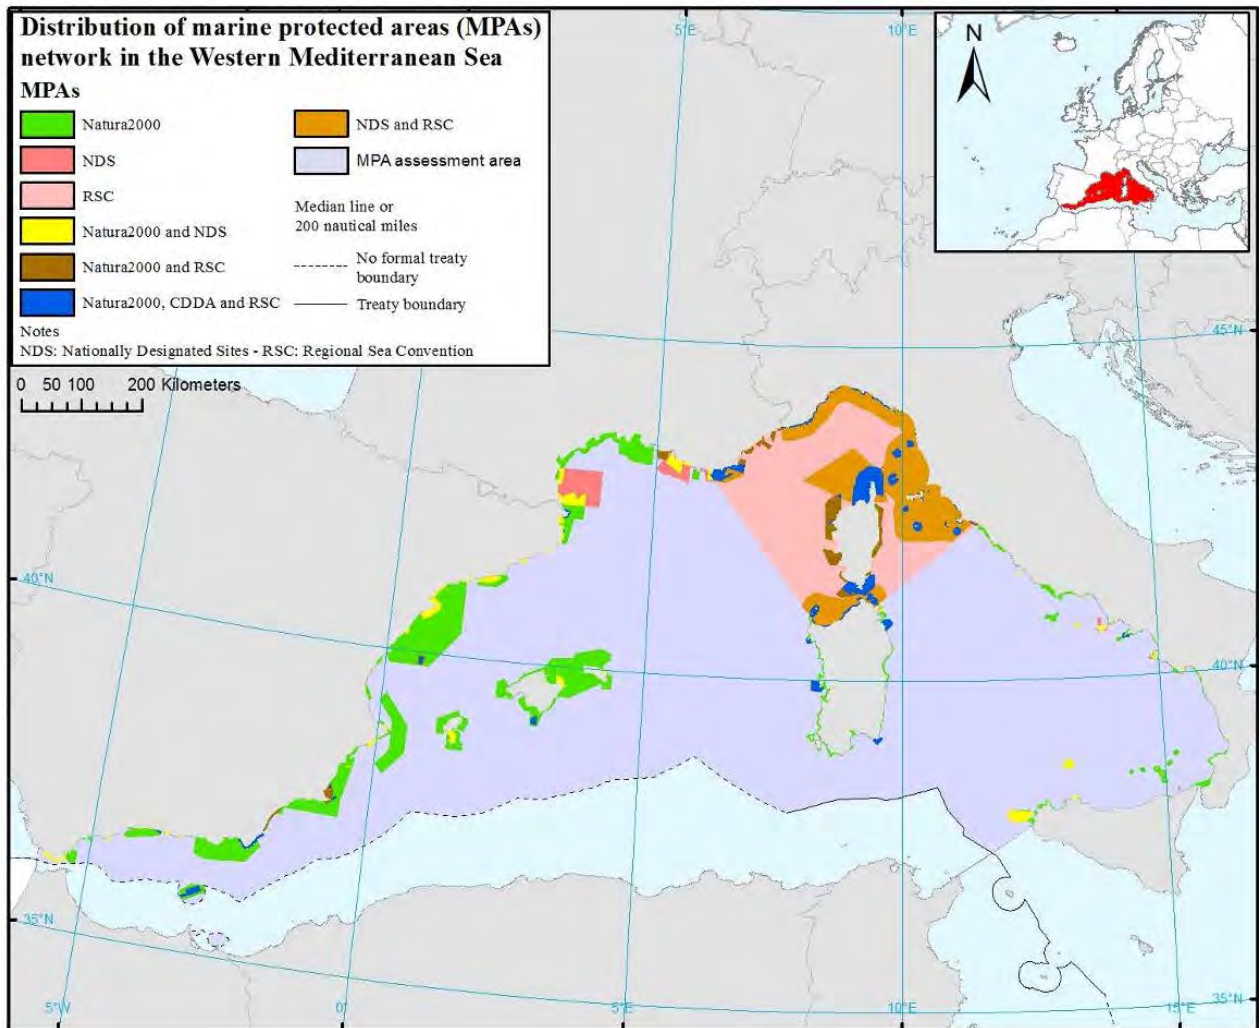 Distribution of marine protected areas (MPAs)
network in the Western Mediterranean Sea
MPAs
Natura2000
NDS
RSC
Natura2000 and NDS
Natura2000 and RSC
Natura2000, CDDA and RSC
NDS and RSC
MPA assessment area
Median line or
200 nautical miles
No formal treaty
boundary
Treaty boundary
Notes
NDS: Nationally Designated Sites - RSC: Regional Sea Convention
0 50 100 200 Kilometers
N
5°E
10°E
45°N
40°N
40°N
35°N
35°N
5°W
0°
5°E
10°E
15°E